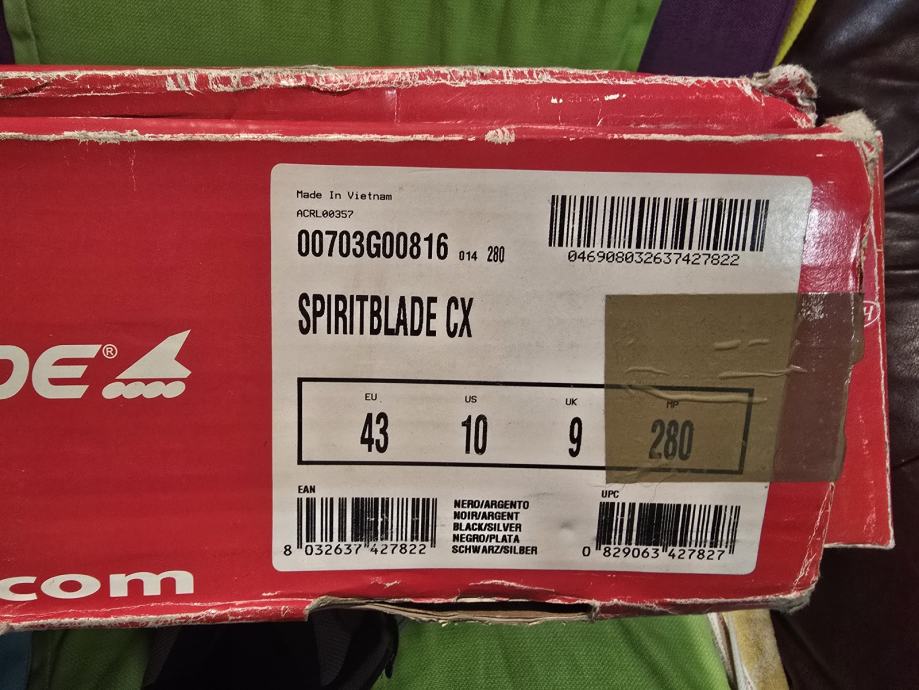 Made In Vietnam
ACRL00357
00703G00816 014 280
046908032637427822
SPIRITBLADE CX
DE®
EU US UK MP
43 10 9 280
EAN
UPC
NERO/ARGENTO
NOIR/ARGENT
BLACK/SILVER
NEGRO/PLATA
SCHWARZ/SILBER
8 032637 427822
0 829063 427827
.com